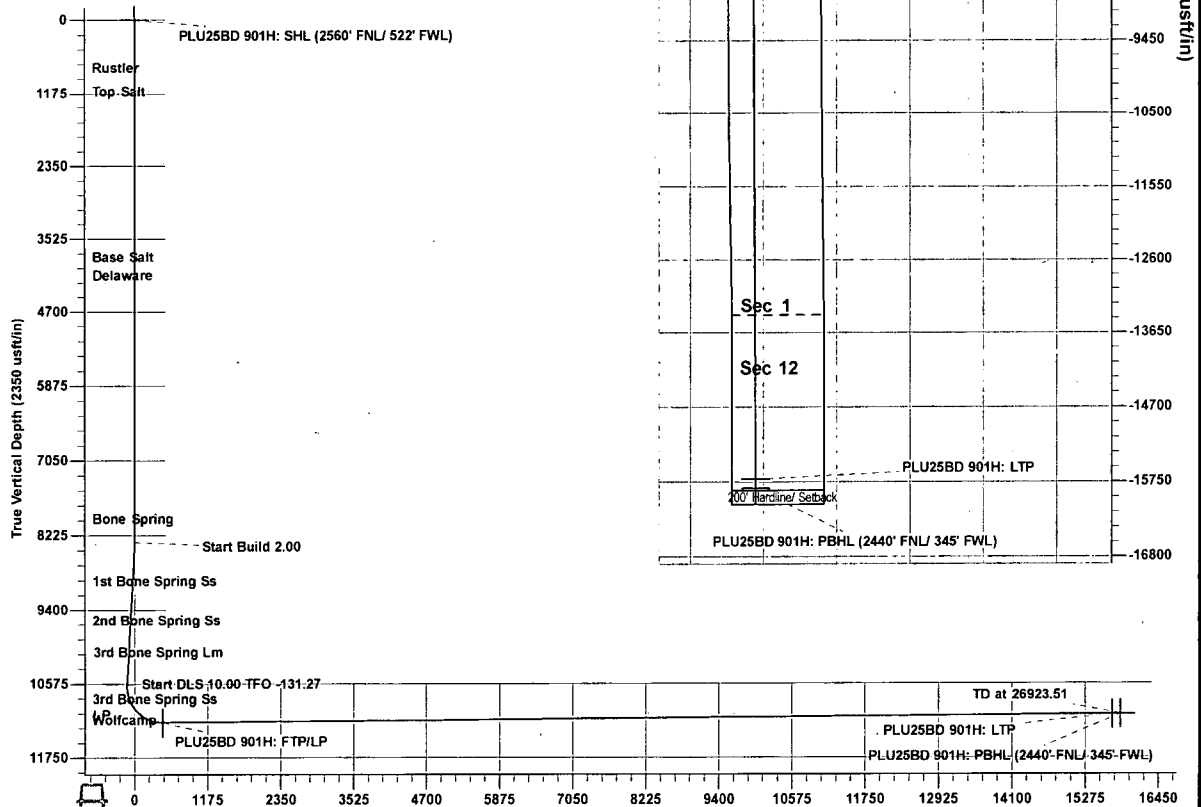 0
PLU25BD 901H: SHL (2560' FNL/ 522' FWL)
Rustler
1175
Top Salt
2350
3525
Base Salt
Delaware
4700
5875
7050
Bone Spring
8225
Start Build 2.00
1st Bone Spring Ss
9400
2nd Bone Spring Ss
3rd Bone Spring Lm
10575
Start DLS 10.00 TFO -131.27
3rd Bone Spring Ss
LP
Wolfcamp
PLU25BD 901H: FTP/LP
11750
TD at 26923.51
PLU25BD 901H: LTP
PLU25BD 901H: PBHL (2440' FNL/ 345' FWL)
True Vertical Depth (2350 usft/in)
0
1175
2350
3525
4700
5875
7050
8225
9400
10575
11750
12925
14100
15275
16450
usft/in)
-9450
-10500
-11550
-12600
Sec 1
-13650
Sec 12
-14700
PLU25BD 901H: LTP
-15750
200' Hardline/ Setback
PLU25BD 901H: PBHL (2440' FNL/ 345' FWL)
-16800